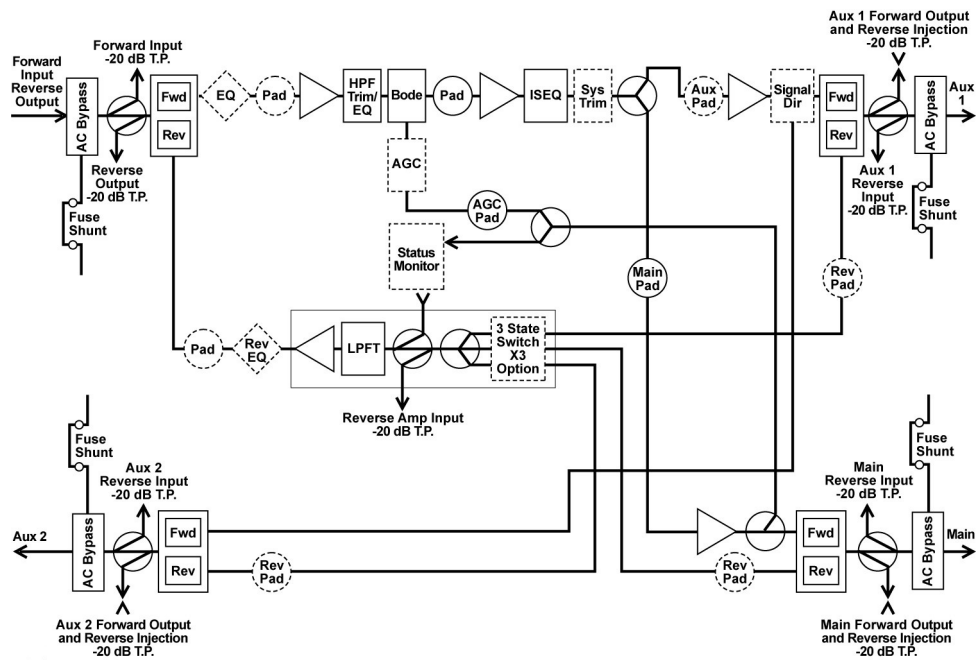 Forward Input
-20 dB T.P.
Forward
Input
Reverse
Output
AC Bypass
Fwd
Rev
EQ
Pad
HPF
Trim/
EQ
Bode
Pad
ISEQ
Sys
Trim
Aux
Pad
Signal
Dir
Fwd
Rev
Aux 1 Forward Output
and Reverse Injection
-20 dB T.P.
AC Bypass
Aux
1
Reverse
Output
-20 dB T.P.
Fuse
Shunt
AGC
AGC
Pad
Status
Monitor
Main
Pad
Aux 1
Reverse
Input
-20 dB T.P.
Fuse
Shunt
Rev
Pad
Pad
Rev
EQ
LPFT
3 State
Switch
X3
Option
Reverse Amp Input
-20 dB T.P.
Fuse
Shunt
Aux 2
Reverse Input
-20 dB T.P.
Aux 2
AC Bypass
Fwd
Rev
Rev
Pad
Aux 2 Forward Output
and Reverse Injection
-20 dB T.P.
Fuse
Shunt
Main
Reverse Input
-20 dB T.P.
Rev
Pad
Fwd
Rev
AC Bypass
Main
Main Forward Output
and Reverse Injection
-20 dB T.P.